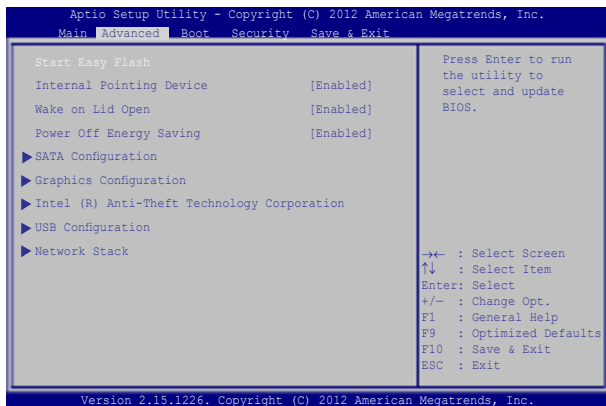 Aptio Setup Utility - Copyright (C) 2012 American Megatrends, Inc.
Main Advanced Boot Security Save & Exit
Start Easy Flash
Internal Pointing Device [Enabled]
Wake on Lid Open [Enabled]
Power Off Energy Saving [Enabled]
SATA Configuration
Graphics Configuration
Intel (R) Anti-Theft Technology Corporation
USB Configuration
Network Stack
Press Enter to run
the utility to
select and update
BIOS.
→← : Select Screen
↑↓ : Select Item
Enter: Select
+/— : Change Opt.
F1 : General Help
F9 : Optimized Defaults
F10 : Save & Exit
ESC : Exit
Version 2.15.1226. Copyright (C) 2012 American Megatrends, Inc.